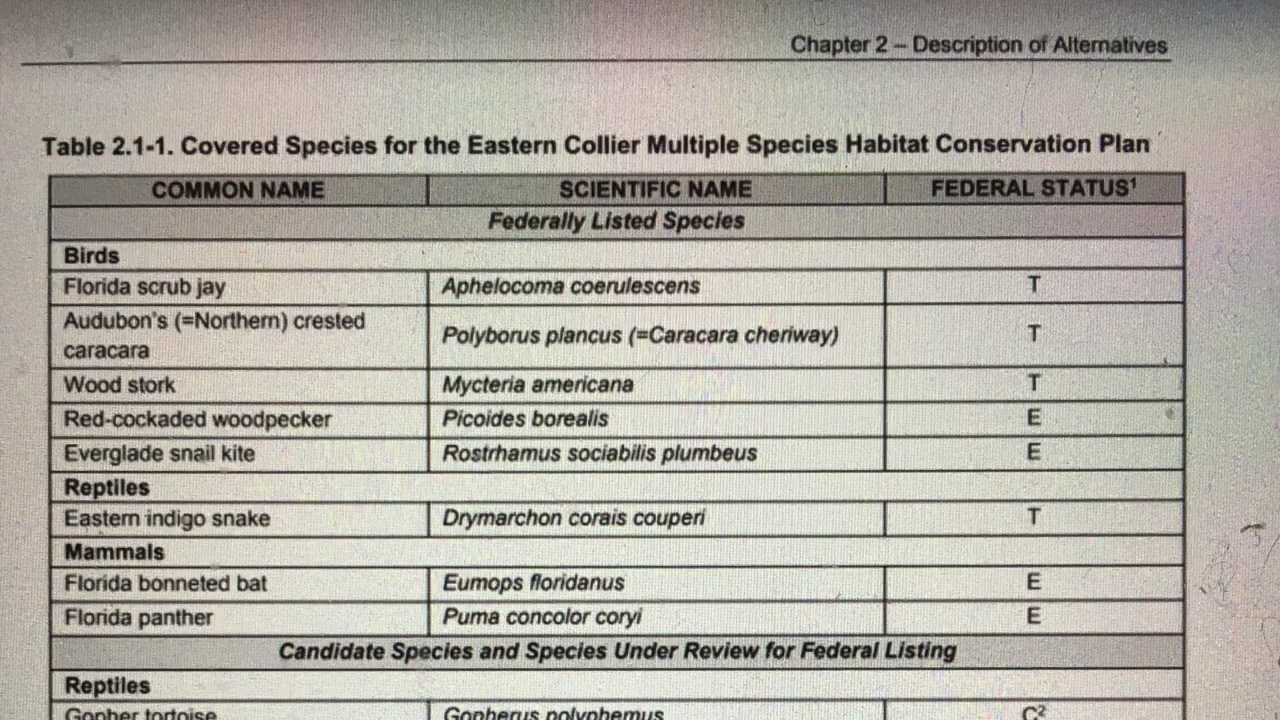 Chapter 2 – Description of Alternatives
Table 2.1-1. Covered Species for the Eastern Collier Multiple Species Habitat Conservation Plan
COMMON NAME SCIENTIFIC NAME FEDERAL STATUS¹
Federally Listed Species
Birds
Florida scrub jay Aphelocoma coerulescens T
Audubon's (=Northern) crested
caracara Polyborus plancus (=Caracara cheriway) T
Wood stork Mycteria americana T
Red-cockaded woodpecker Picoides borealis E
Everglade snail kite Rostrhamus sociabilis plumbeus E
Reptiles
Eastern indigo snake Drymarchon corais couperi T
Mammals
Florida bonneted bat Eumops floridanus E
Florida panther Puma concolor coryi E
Candidate Species and Species Under Review for Federal Listing
Reptiles
Gopher tortoise Gopherus polyphemus C²